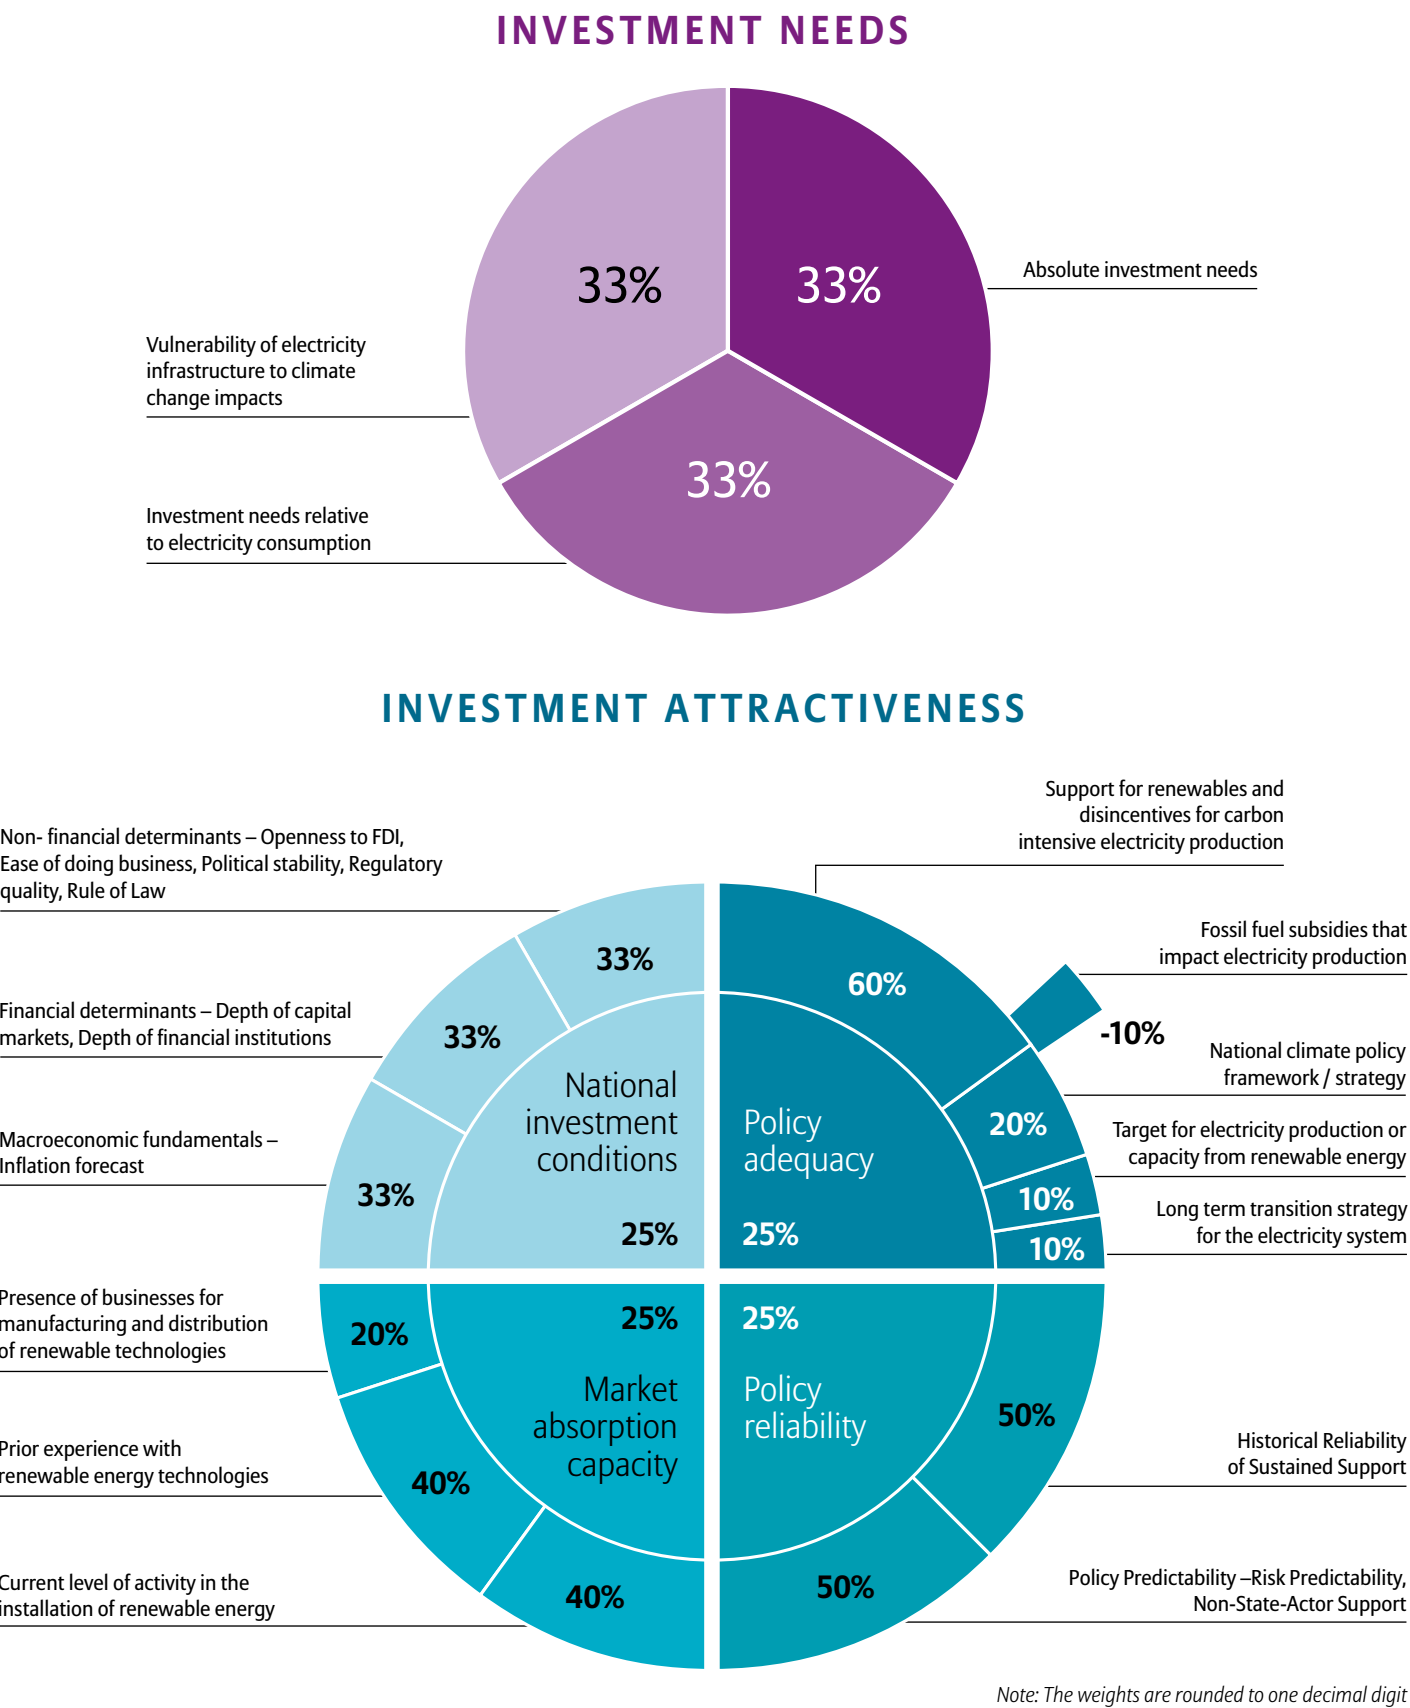 INVESTMENT NEEDS
33%
33%
33%
Absolute investment needs
Vulnerability of electricity
infrastructure to climate
change impacts
Investment needs relative
to electricity consumption
INVESTMENT ATTRACTIVENESS
Non- financial determinants – Openness to FDI,
Ease of doing business, Political stability, Regulatory
quality, Rule of Law
Financial determinants – Depth of capital
markets, Depth of financial institutions
Macroeconomic fundamentals –
Inflation forecast
33%
33%
33%
National
investment
conditions
25%
Support for renewables and
disincentives for carbon
intensive electricity production
Fossil fuel subsidies that
impact electricity production
National climate policy
framework / strategy
Target for electricity production or
capacity from renewable energy
Long term transition strategy
for the electricity system
60%
-10%
20%
10%
10%
Policy
adequacy
25%
Presence of businesses for
manufacturing and distribution
of renewable technologies
Prior experience with
renewable energy technologies
Current level of activity in the
installation of renewable energy
20%
40%
40%
25%
Market
absorption
capacity
25%
Policy
reliability
50%
50%
Historical Reliability
of Sustained Support
Policy Predictability –Risk Predictability,
Non-State-Actor Support
Note: The weights are rounded to one decimal digit